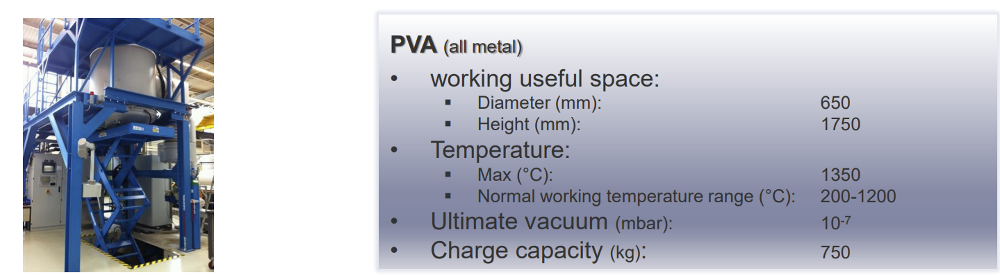 PVA (all metal)
• working useful space:
▪ Diameter (mm): 650
▪ Height (mm): 1750
• Temperature:
▪ Max (°C): 1350
▪ Normal working temperature range (°C): 200-1200
• Ultimate vacuum (mbar): 10⁻⁷
• Charge capacity (kg): 750